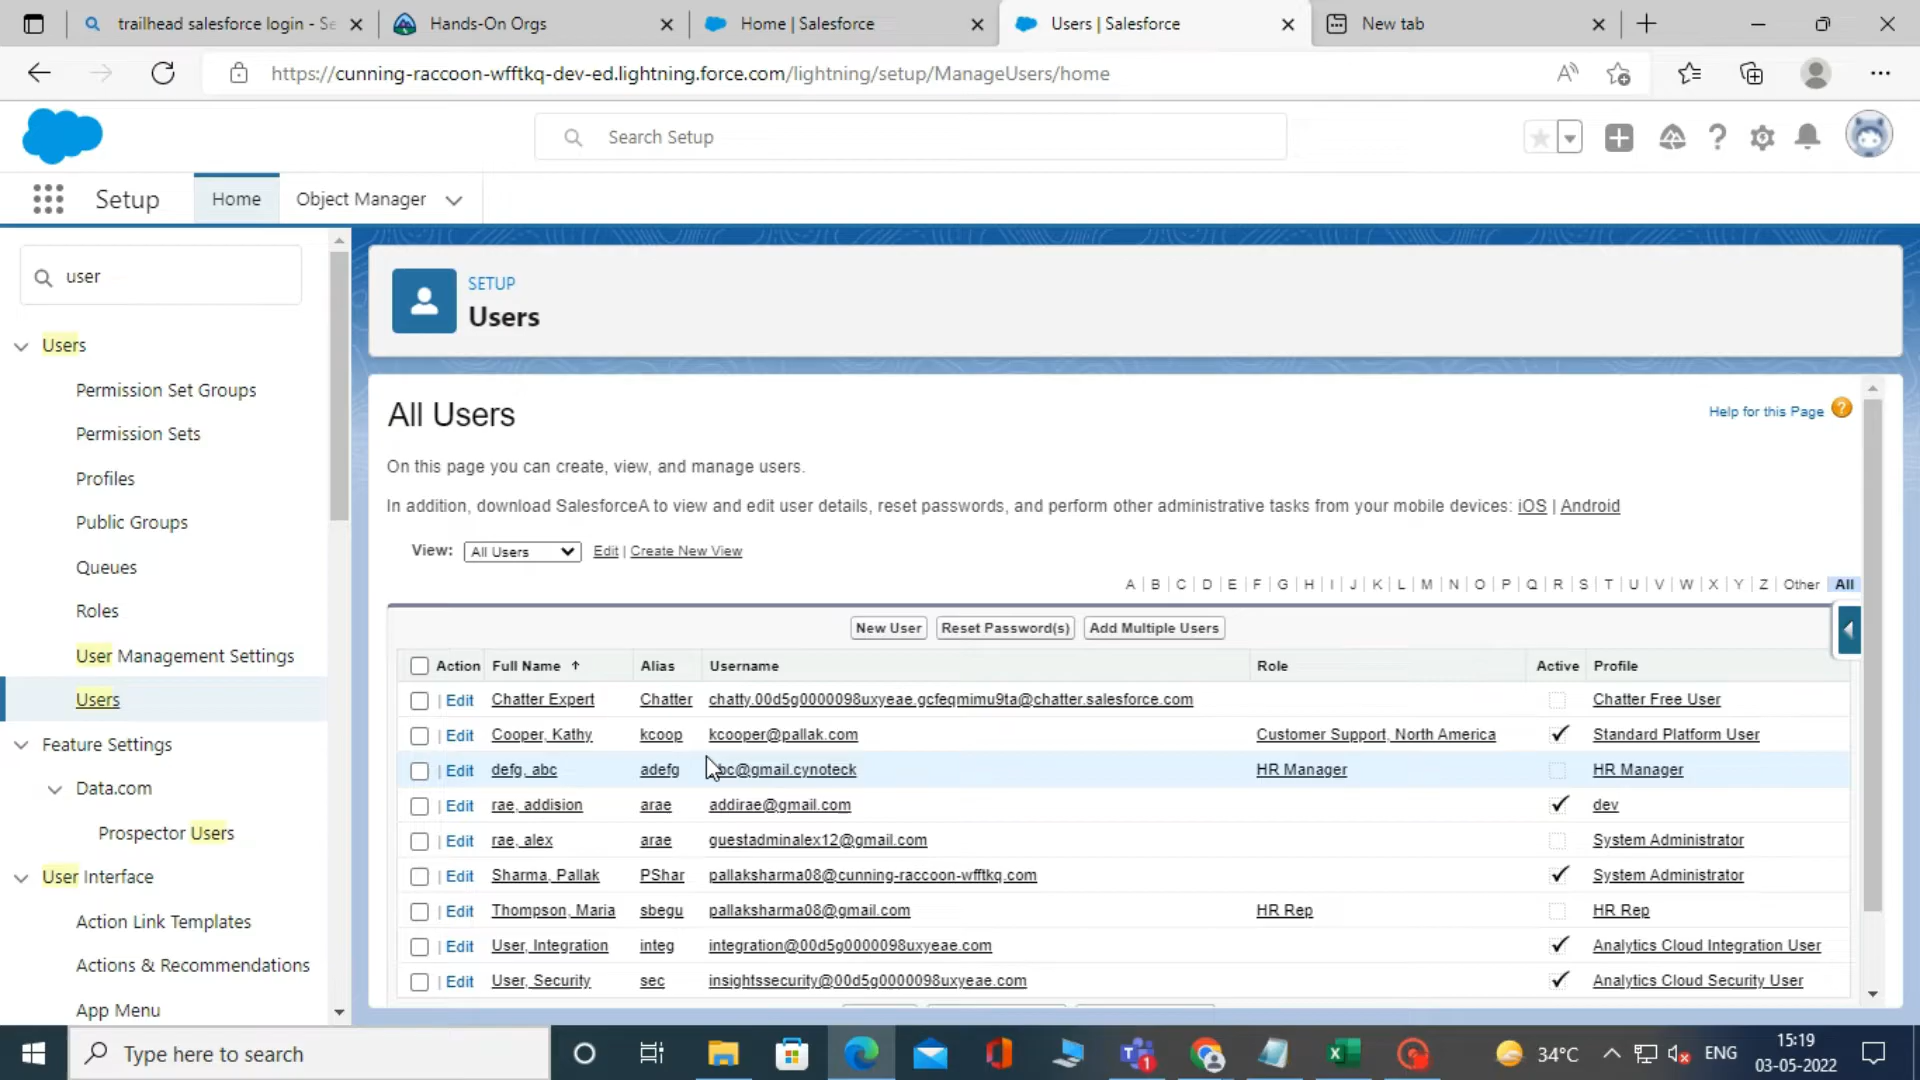 trailhead salesforce login - Se
Hands-On Orgs
Home | Salesforce
Users | Salesforce
New tab
https://cunning-raccoon-wfftkq-dev-ed.lightning.force.com/lightning/setup/ManageUsers/home
Search Setup
Setup
Home
Object Manager
user
SETUP
Users
Users
Permission Set Groups
Permission Sets
Profiles
Public Groups
Queues
Roles
User Management Settings
Users
Feature Settings
Data.com
Prospector Users
User Interface
Action Link Templates
Actions & Recommendations
App Menu
All Users
Help for this Page
On this page you can create, view, and manage users.
In addition, download SalesforceA to view and edit user details, reset passwords, and perform other administrative tasks from your mobile devices: iOS | Android
View: All Users Edit | Create New View
A | B | C | D | E | F | G | H | I | J | K | L | M | N | O | P | Q | R | S | T | U | V | W | X | Y | Z | Other All
New User Reset Password(s) Add Multiple Users
Action Full Name Alias Username Role Active Profile
| Edit Chatter Expert Chatter chatty.00d5g0000098uxyeae.gcfeqmimu9ta@chatter.salesforce.com Chatter Free User
| Edit Cooper, Kathy kcoop kcooper@pallak.com Customer Support, North America Standard Platform User
| Edit defg, abc adefg bc@gmail.cynoteck HR Manager HR Manager
| Edit rae, addision arae addirae@gmail.com dev
| Edit rae, alex arae guestadminalex12@gmail.com System Administrator
| Edit Sharma, Pallak PShar pallaksharma08@cunning-raccoon-wfftkq.com System Administrator
| Edit Thompson, Maria sbegu pallaksharma08@gmail.com HR Rep HR Rep
| Edit User, Integration integ integration@00d5g0000098uxyeae.com Analytics Cloud Integration User
| Edit User, Security sec insightssecurity@00d5g0000098uxyeae.com Analytics Cloud Security User
Type here to search
34°C
ENG
15:19
03-05-2022